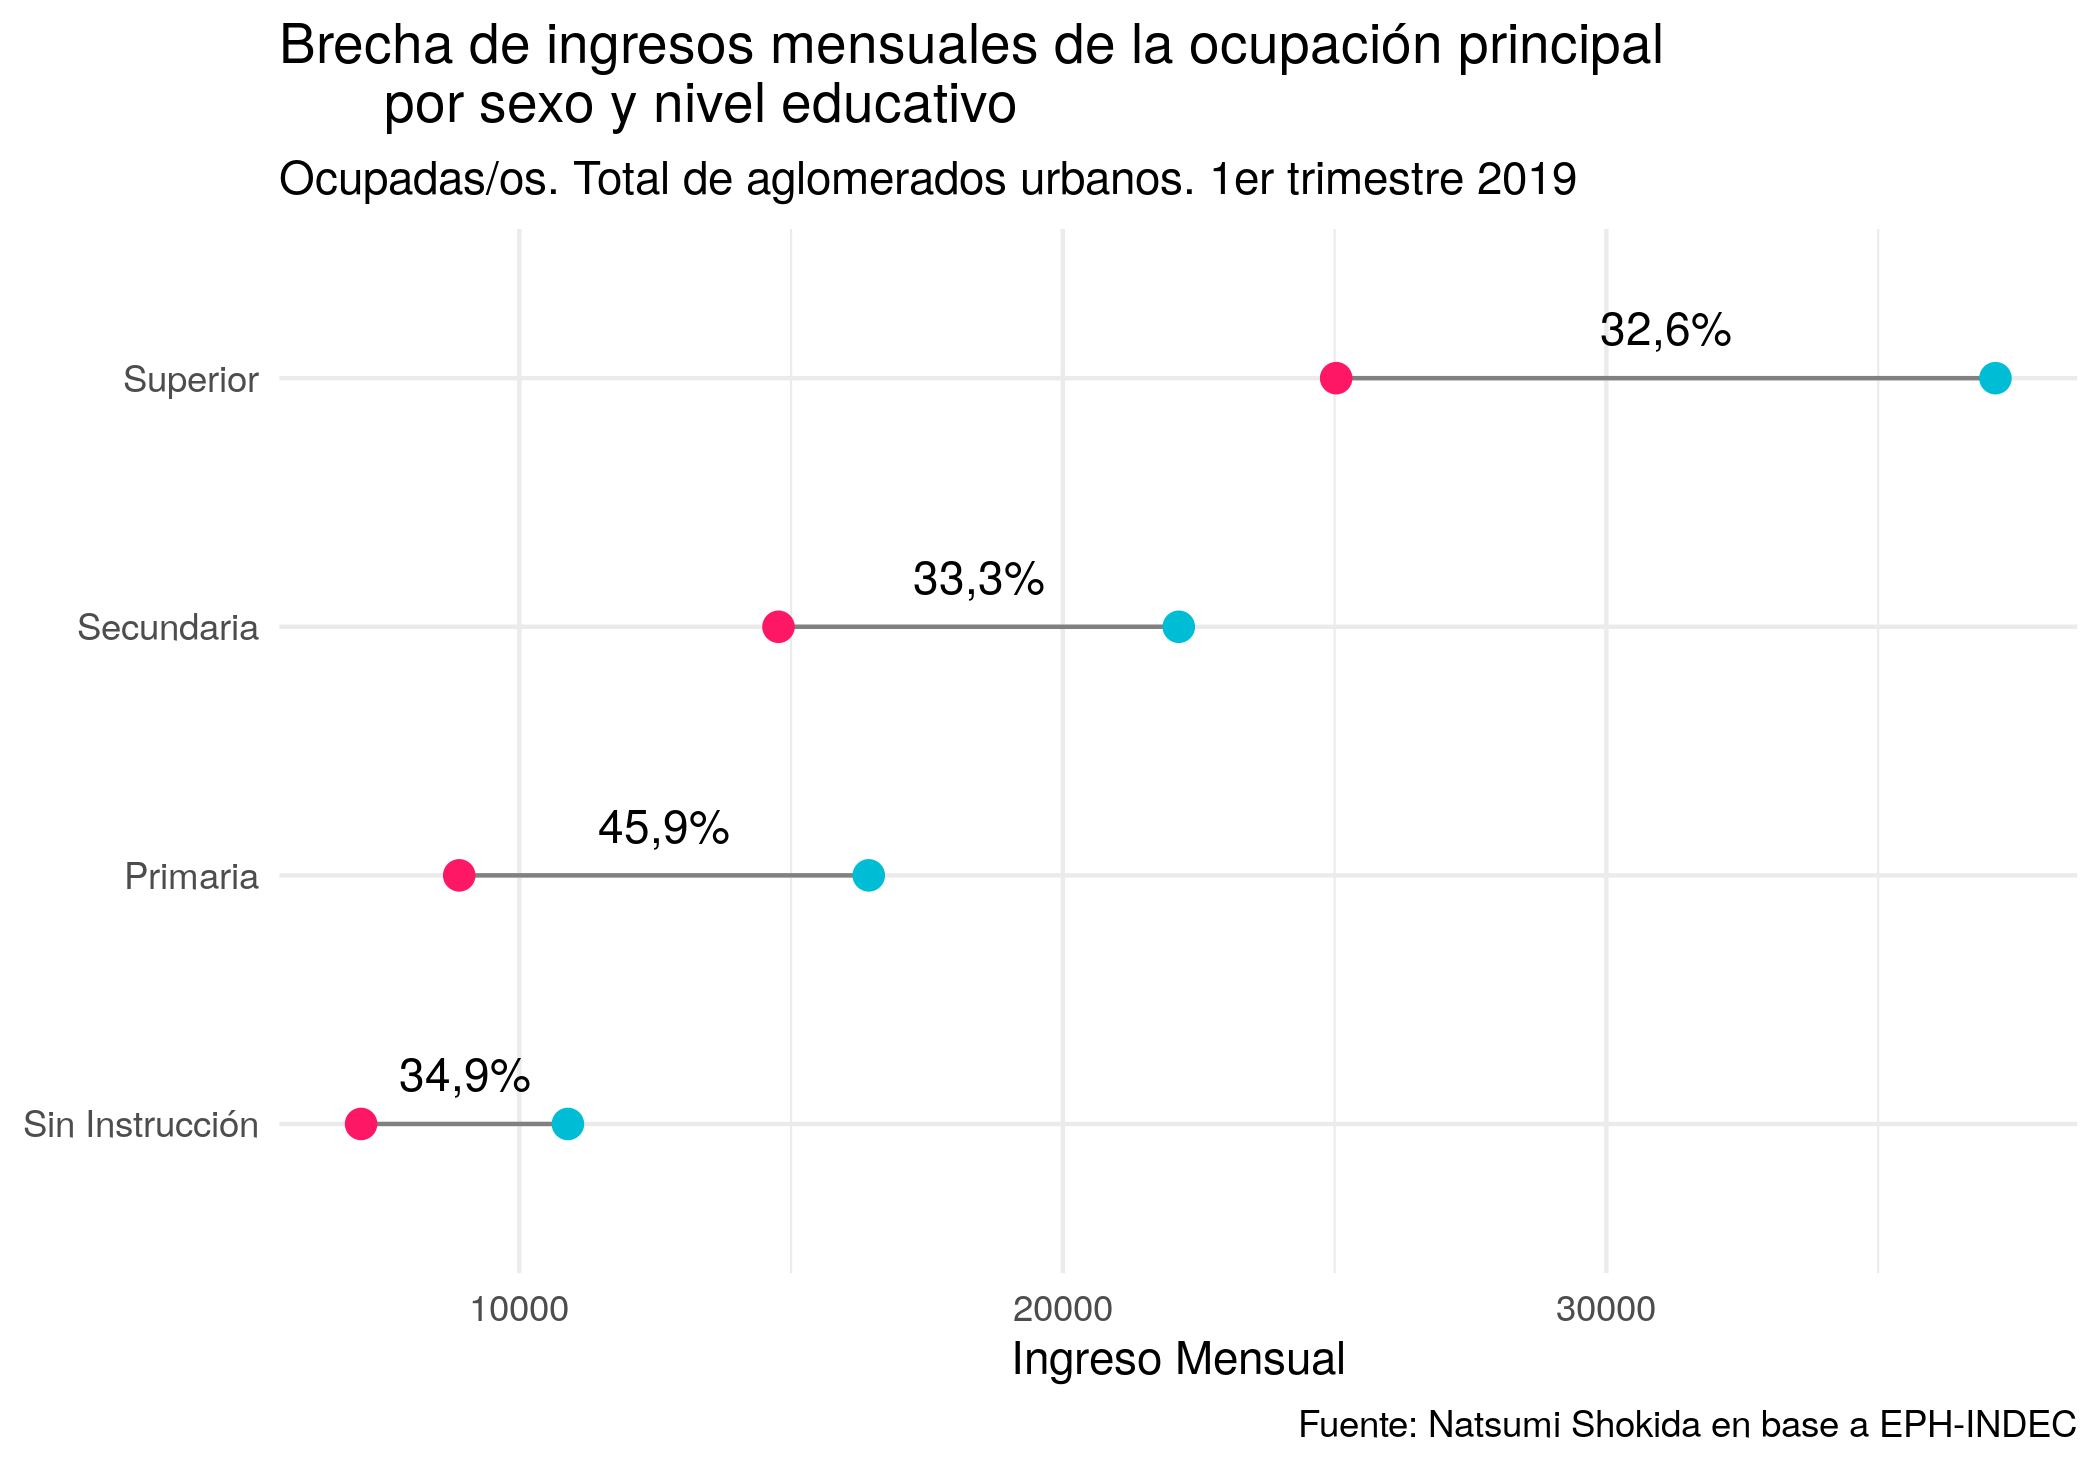 Brecha de ingresos mensuales de la ocupación principal
por sexo y nivel educativo
Ocupadas/os. Total de aglomerados urbanos. 1er trimestre 2019
32,6%
Superior
33,3%
Secundaria
45,9%
Primaria
34,9%
Sin Instrucción
10000 20000 30000
Ingreso Mensual
Fuente: Natsumi Shokida en base a EPH-INDEC